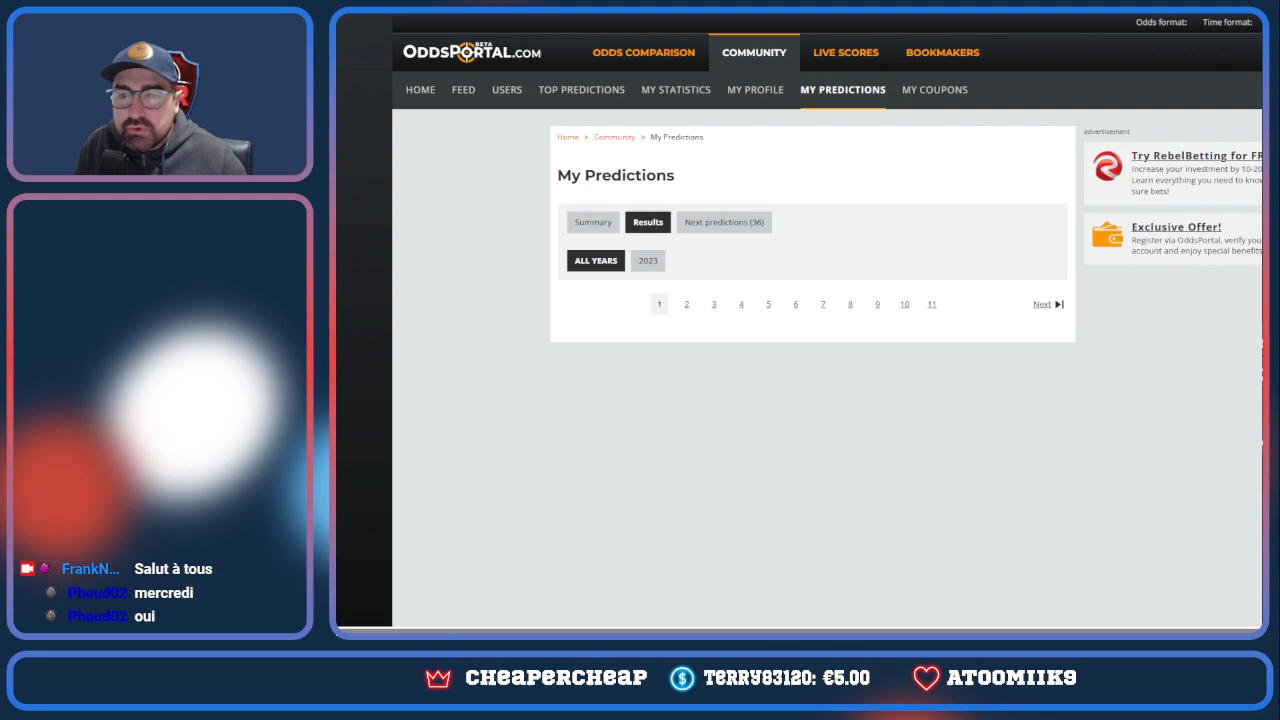 Odds format: Time format:
BETA
ODDSPORTAL.COM
ODDS COMPARISON COMMUNITY LIVE SCORES BOOKMAKERS
HOME FEED USERS TOP PREDICTIONS MY STATISTICS MY PROFILE MY PREDICTIONS MY COUPONS
Home > Community > My Predictions
My Predictions
Summary Results Next predictions (36)
ALL YEARS 2023
1 2 3 4 5 6 7 8 9 10 11 Next
advertisement
Try RebelBetting for FR
Increase your investment by 10-20
Learn everything you need to know
sure bets!
Exclusive Offer!
Register via OddsPortal, verify you
account and enjoy special benefits
FrankN... Salut à tous
Phoud02 mercredi
Phoud02 oui
CHEAPERCHEAP TERRY83120: €5.00 ATOOMIIK9